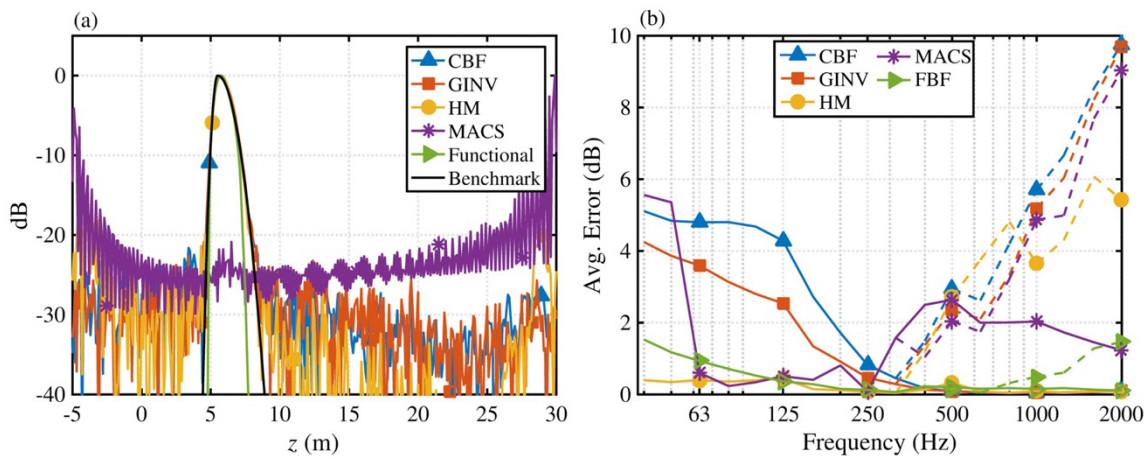 (a)
5
0
-10
-20
-30
-40
dB
-5
0
5
10
15
20
25
30
z (m)
CBF
GINV
HM
MACS
Functional
Benchmark
(b)
10
8
6
4
2
0
Avg. Error (dB)
63
125
250
500
1000
2000
Frequency (Hz)
CBF
GINV
HM
MACS
FBF